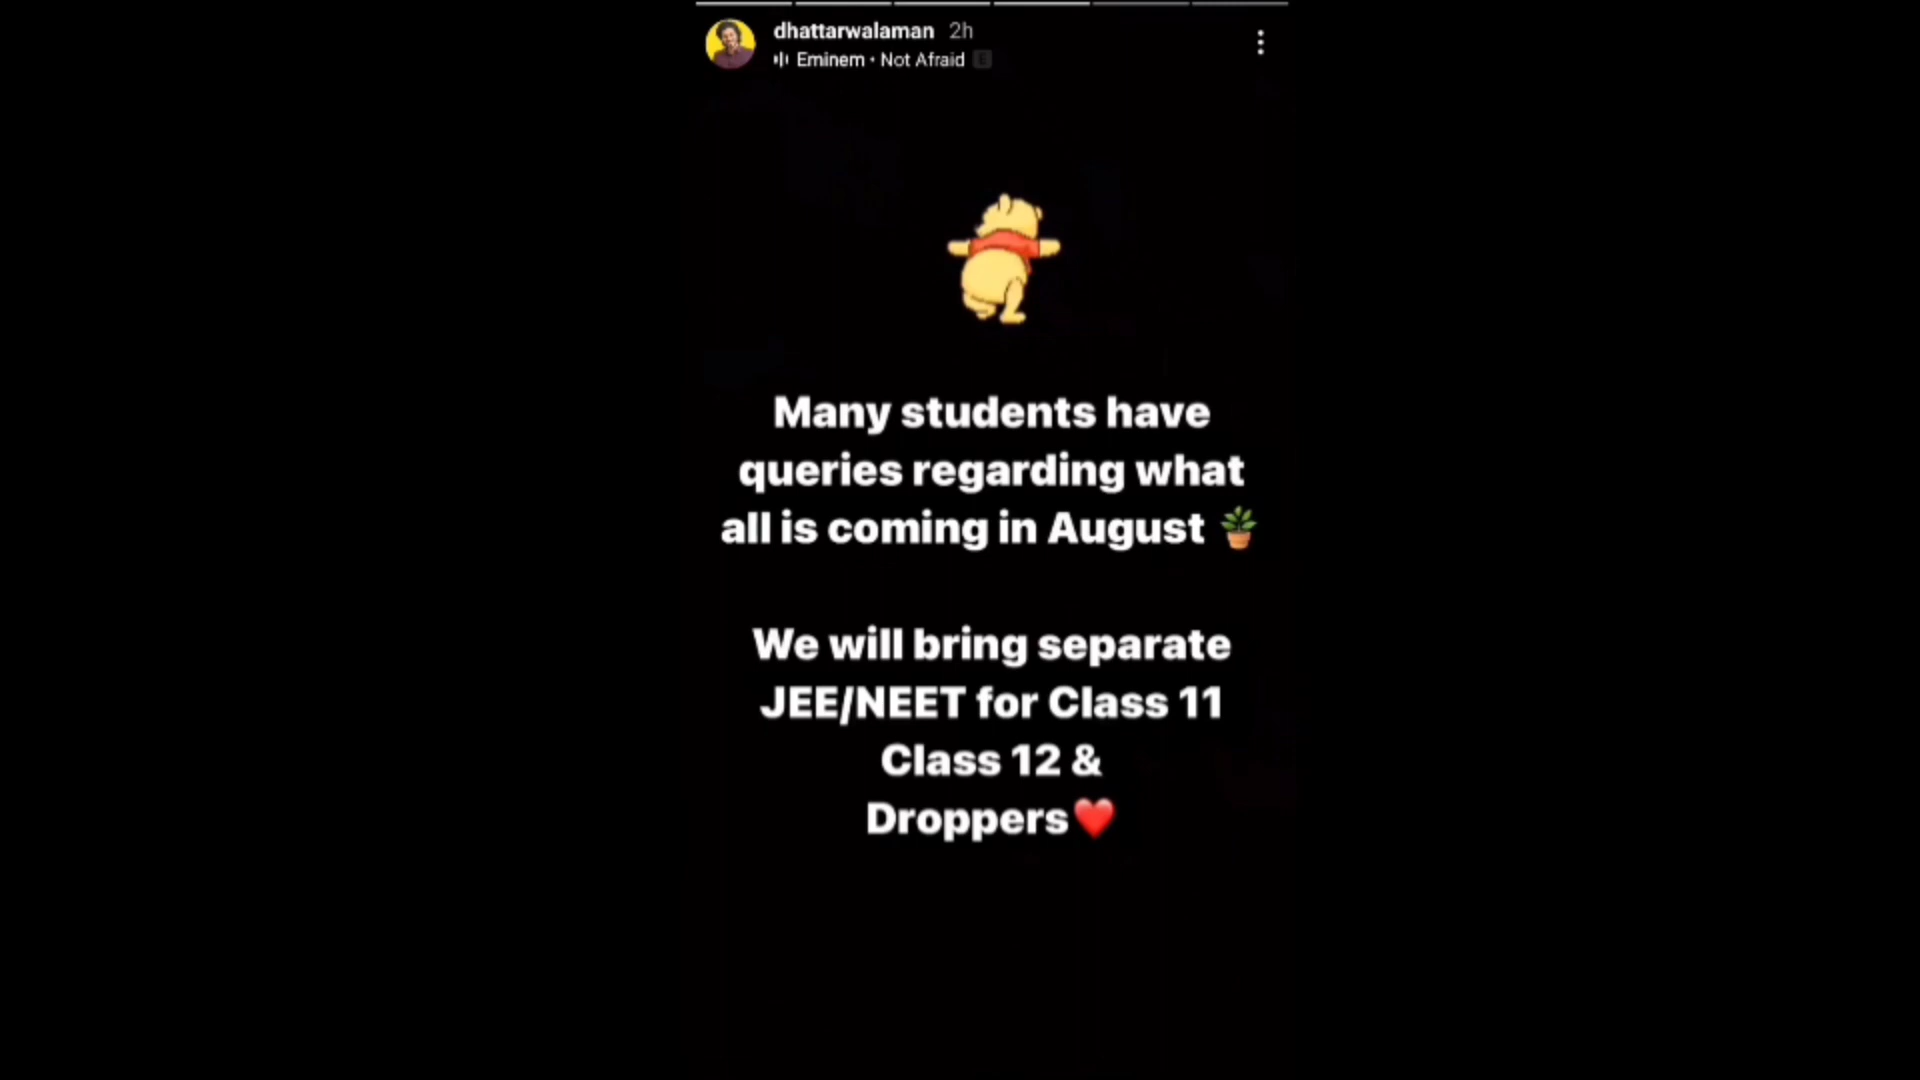 dhattarwalaman 2h
Eminem • Not Afraid E
Many students have
queries regarding what
all is coming in August 🪴
We will bring separate
JEE/NEET for Class 11
Class 12 &
Droppers❤️